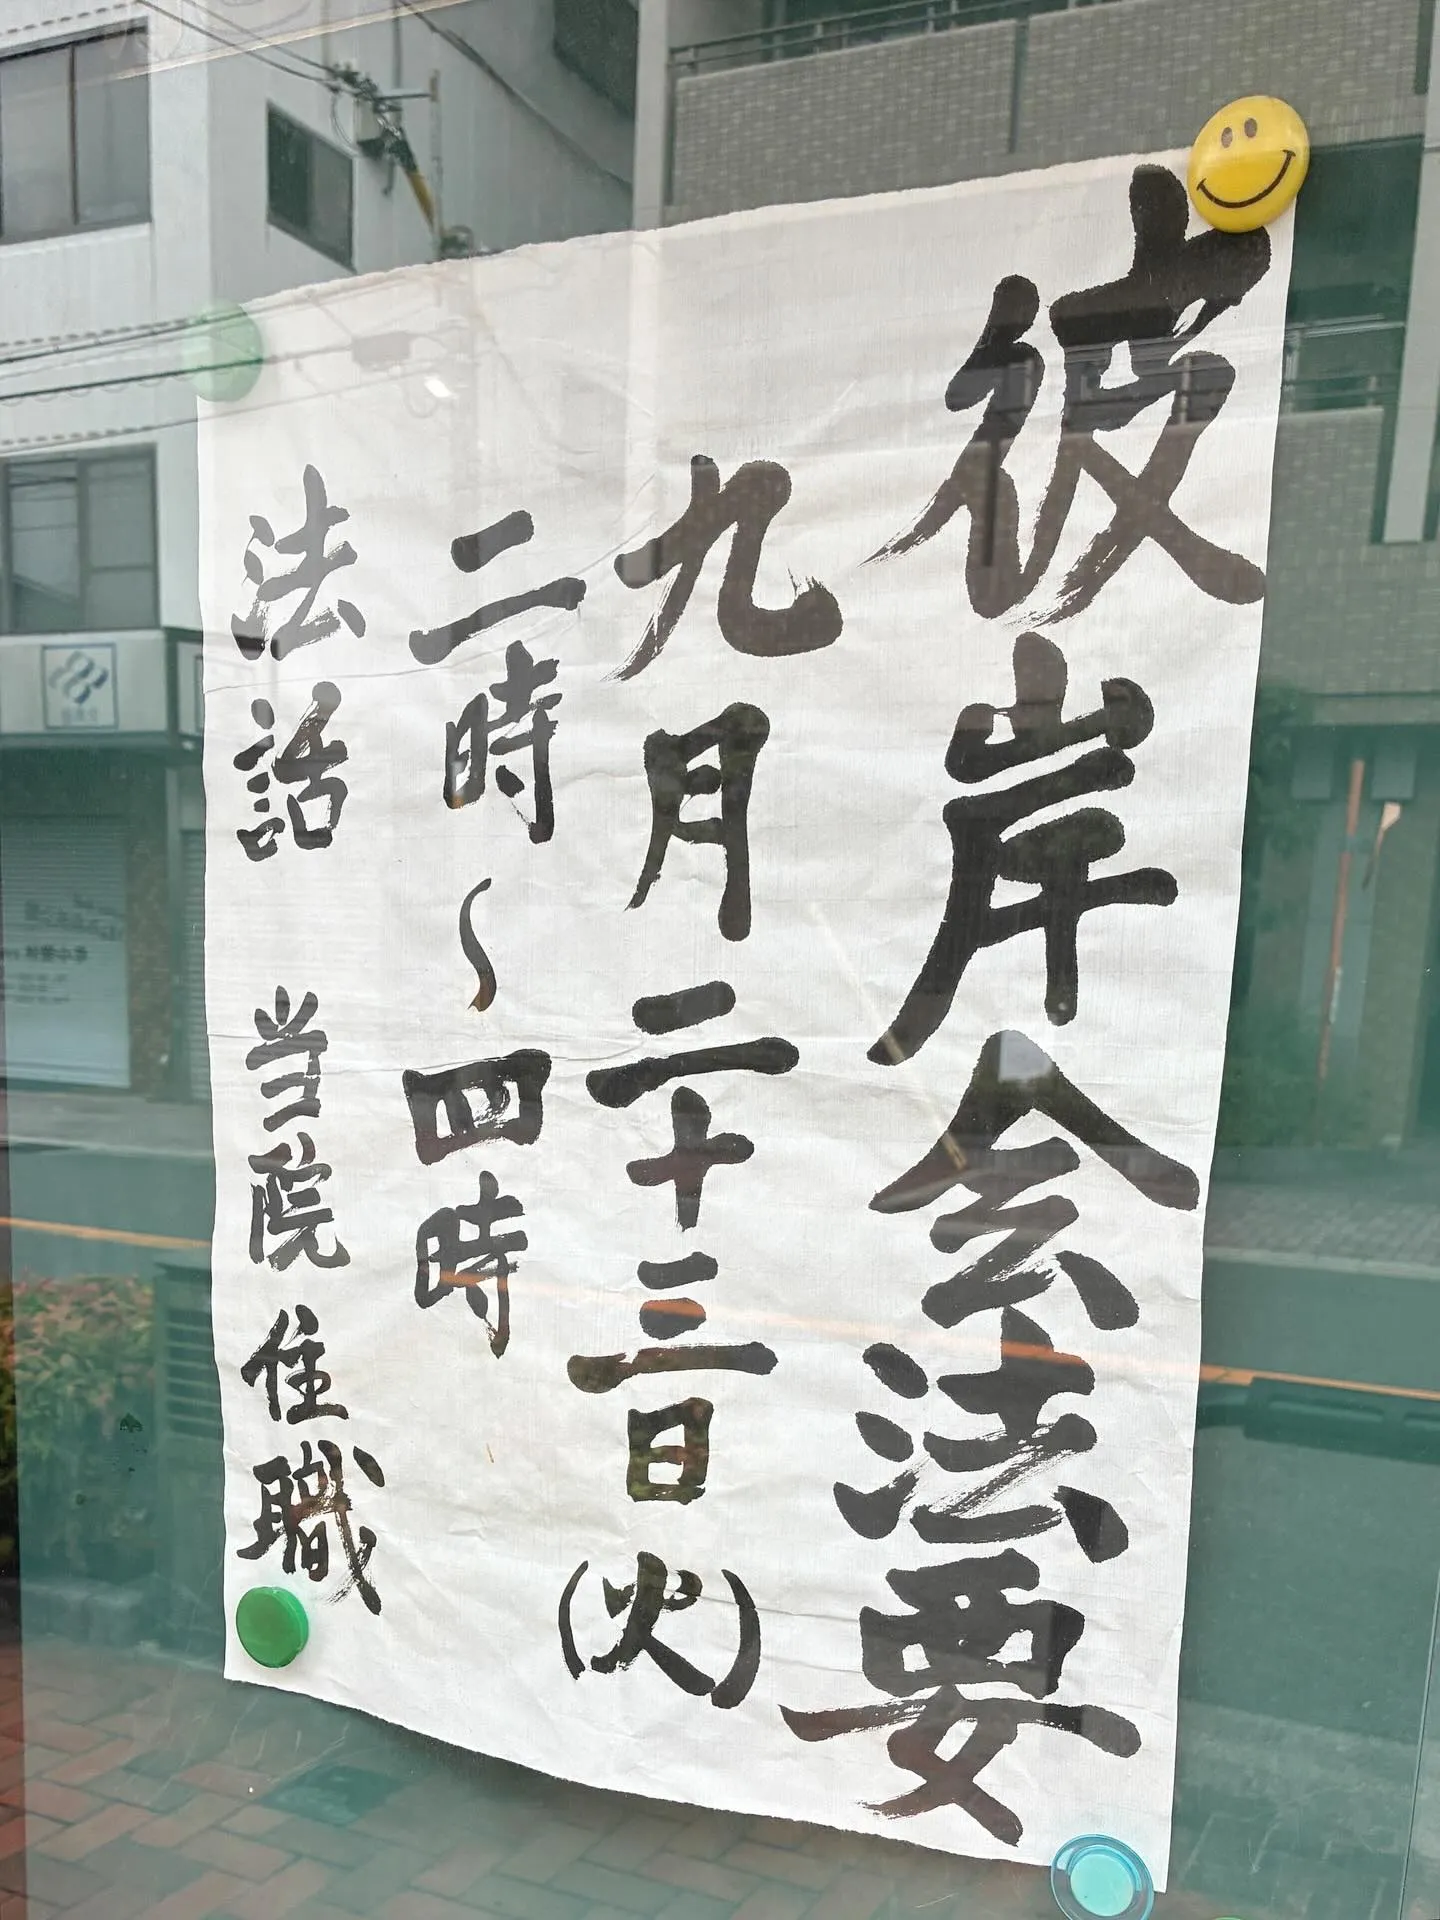 彼岸会法要
九月二十三日(火)
二時〜四時
法話 当院 住職